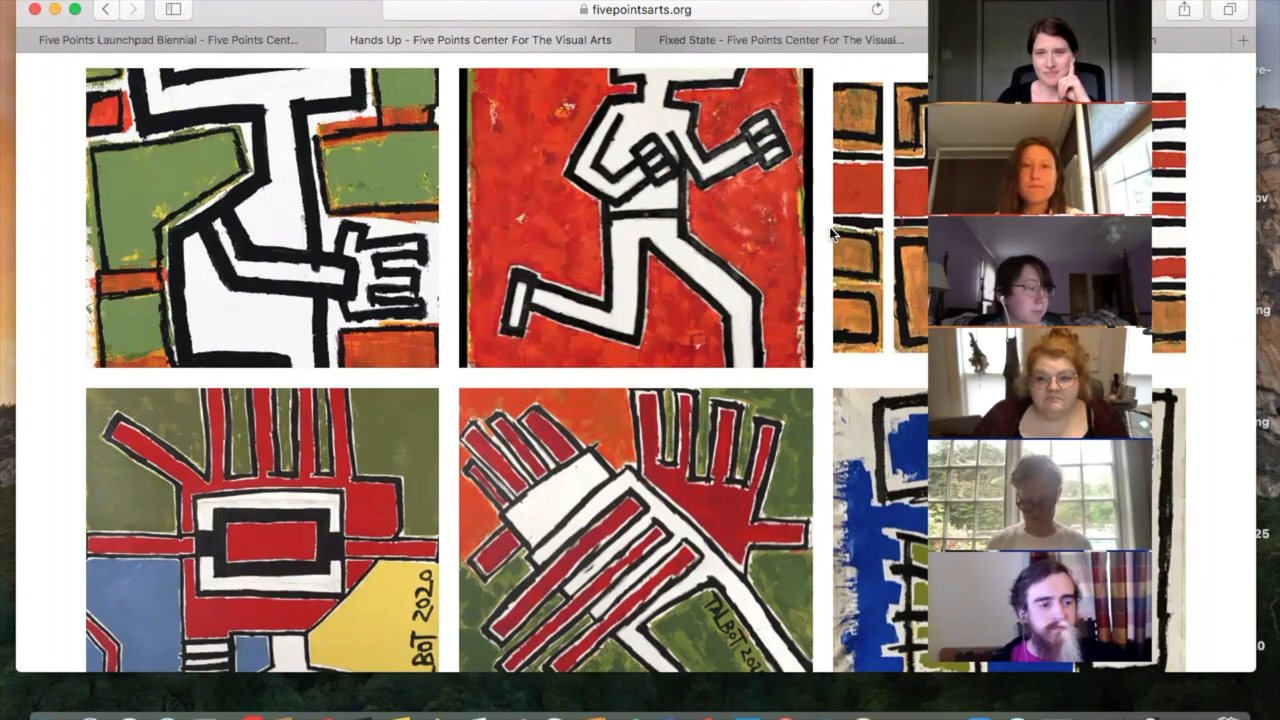 fivepointsarts.org
Five Points Launchpad Biennial - Five Points Cent...
Hands Up - Five Points Center For The Visual Arts
Fixed State - Five Points Center For The Visual...
BOT 2020
TALBOT
25